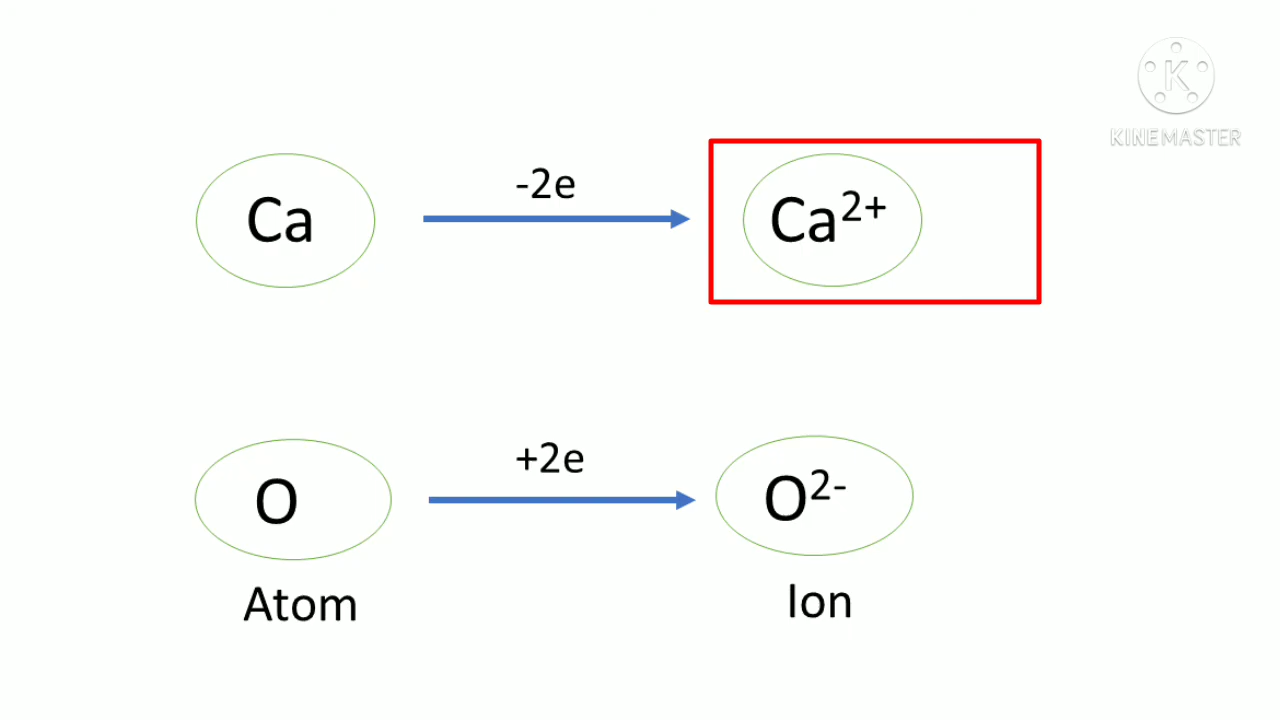 K
KINEMASTER
-2e
Ca
Ca²⁺
+2e
O
O²⁻
Atom
Ion